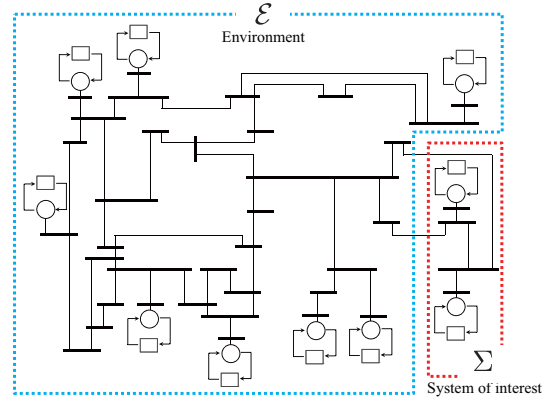 ℰ
Environment
Σ
System of interest